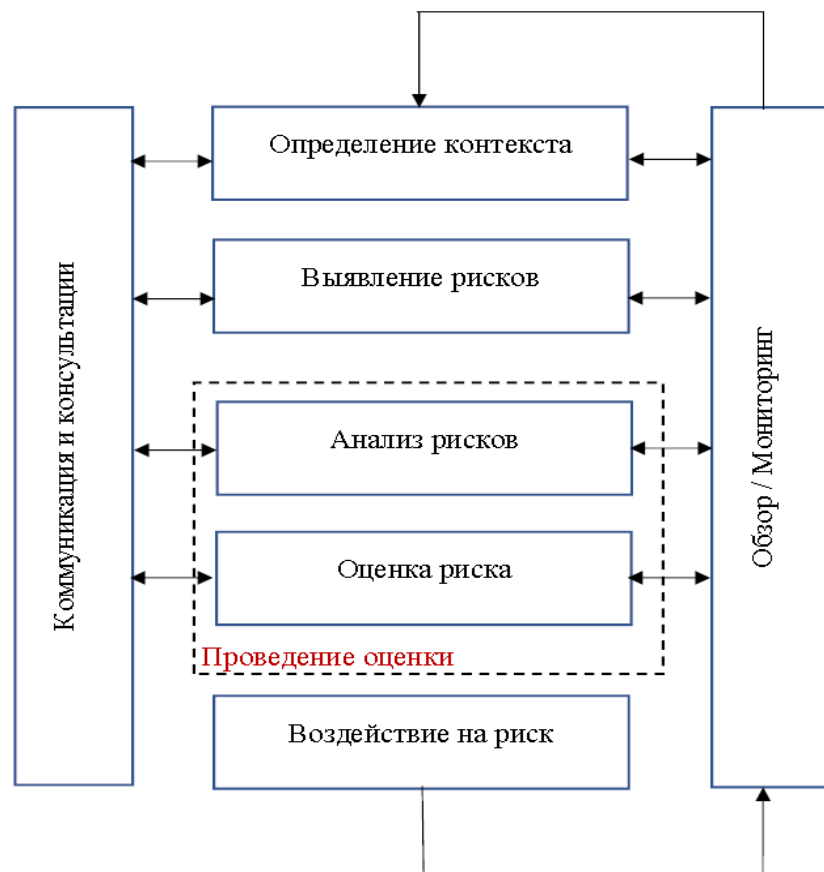 Определение контекста
Выявление рисков
Анализ рисков
Оценка риска
Проведение оценки
Воздействие на риск
Коммуникация и консультации
Обзор / Мониторинг